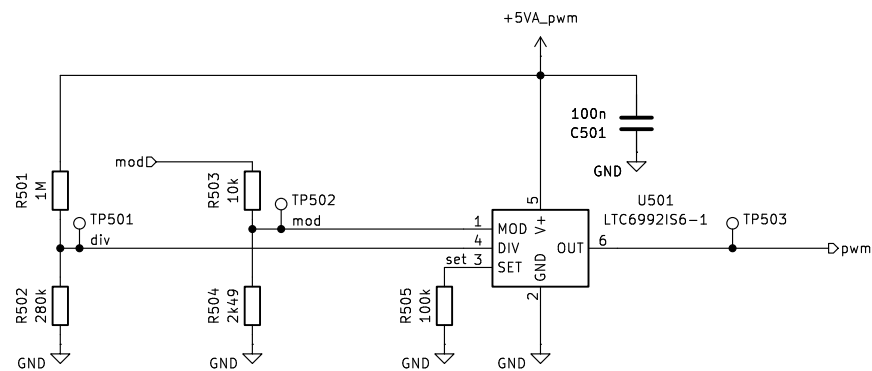 +5VA_pwm
100n
C501
GND
mod
R501
1M
R503
10k
TP502
mod
TP501
div
U501
LTC6992IS6-1
TP503
1
4
set 3
5
6
2
MOD
DIV
SET
V+
GND
OUT
pwm
R502
280k
R504
2k49
R505
100k
GND
GND
GND
GND